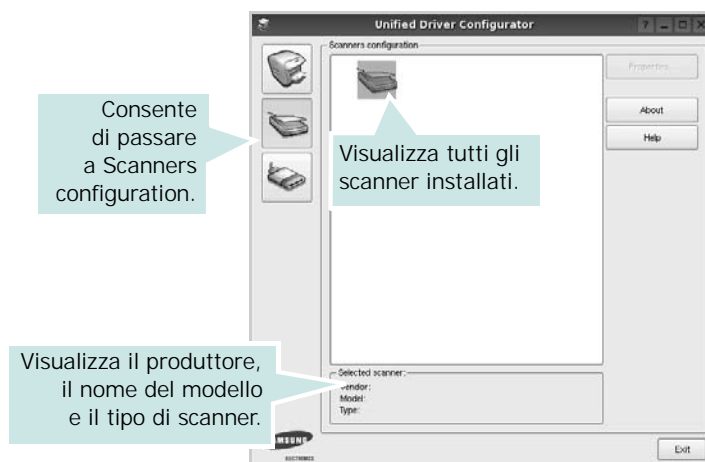 Unified Driver Configurator
Scanners configuration
Properties...
About
Help
Consente
di passare
a Scanners
configuration.
Visualizza tutti gli
scanner installati.
Visualizza il produttore,
il nome del modello
e il tipo di scanner.
Selected scanner:
Vendor:
Model:
Type:
SAMSUNG
ELECTRONICS
Exit